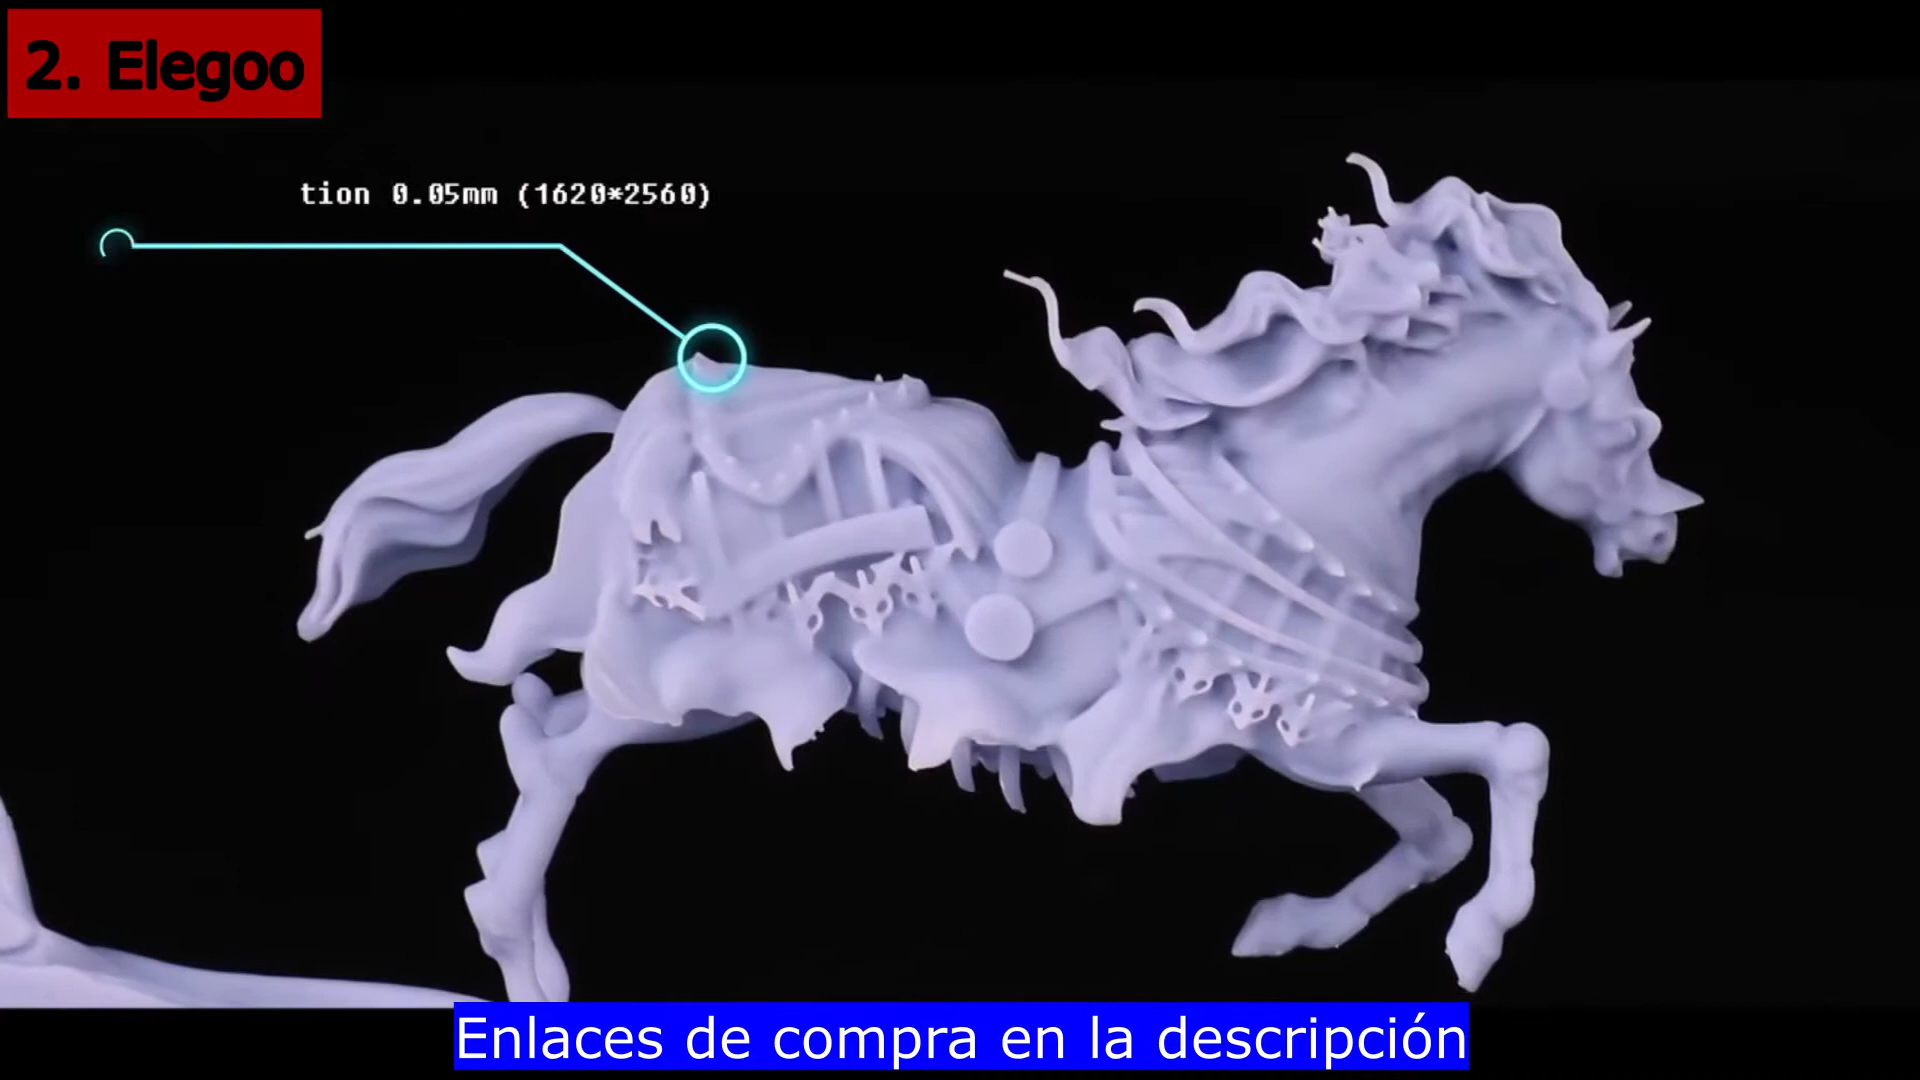 2. Elegoo
tion 0.05mm (1620*2560)
Enlaces de compra en la descripción